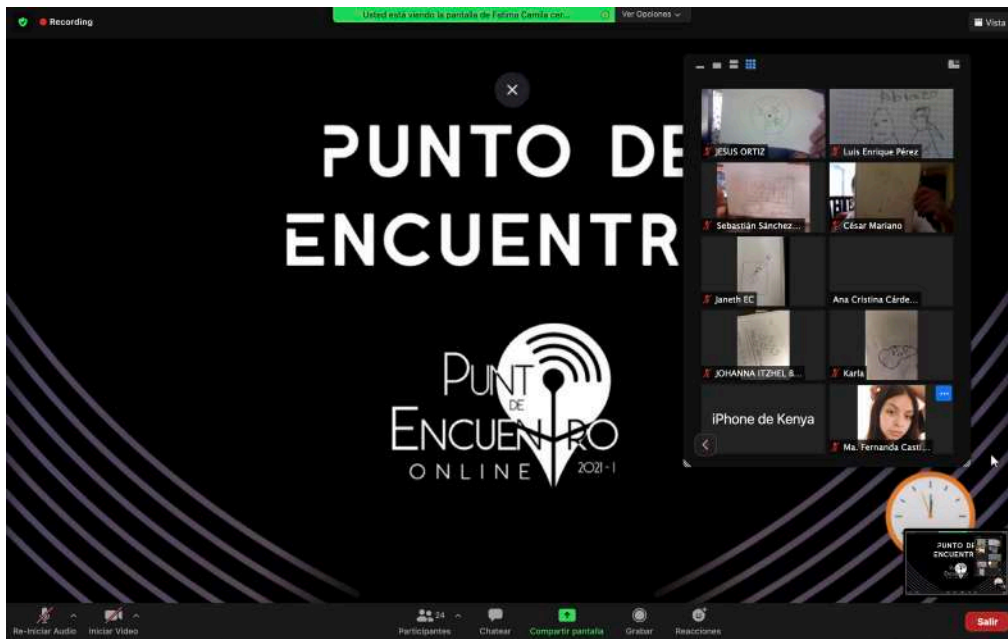 Recording
Usted está viendo la pantalla de Fatima Camila cer...
Ver Opciones
Vista
PUNTO DE
ENCUENTR
PUNT
DE
ENCUENTRO
ONLINE
2021-I
JESUS ORTIZ
Abrazo
Luis Enrique Pérez
Sebastián Sánchez...
César Mariano
Janeth EC
Ana Cristina Cárde...
JOHANNA ITZHEL B...
Karla
iPhone de Kenya
Ma. Fernanda Casti...
PUNTO DE
ENCUENTR
Re-Iniciar Audio
Iniciar Video
24
Participantes
Chatear
Compartir pantalla
Grabar
Reacciones
Salir